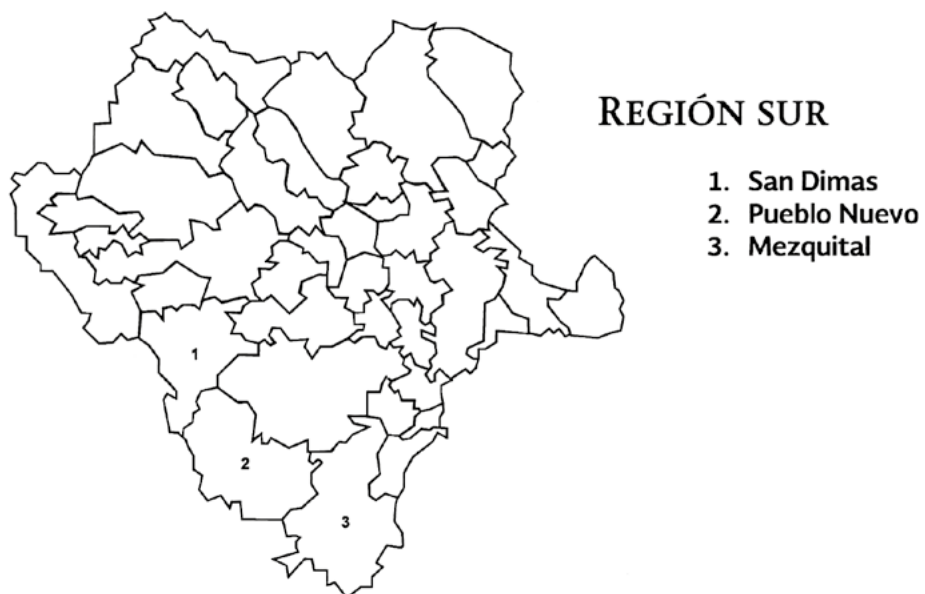 REGIÓN SUR
1. San Dimas
2. Pueblo Nuevo
3. Mezquital
1
2
3